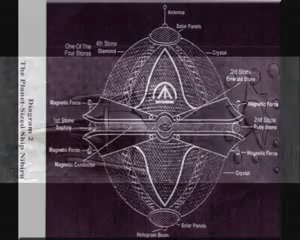 Antenna
Solar Panels
One Of The
Four Stones
4th Stone
Diamond
Crystal
3rd Stone
Emerald Stone
Magnetic Force
Magnetic Force
1st Stone
Sapphire
2nd Stone
Ruby Stone
Magnetic Force
Magnetic Force
Magnetic Conductor
Crystal
Solar Panels
Hologram Beam
Diagram 2
The Planet-Sized Ship Nibiru